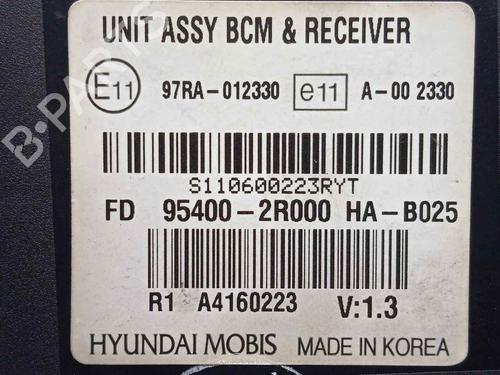 UNIT ASSY BCM & RECEIVER
E11 97RA-012330 e11 A-00 2330
S110600223RYT
FD 95400-2R000 HA-B025
R1 A4160223 V:1.3
HYUNDAI MOBIS MADE IN KOREA
B-PARTS